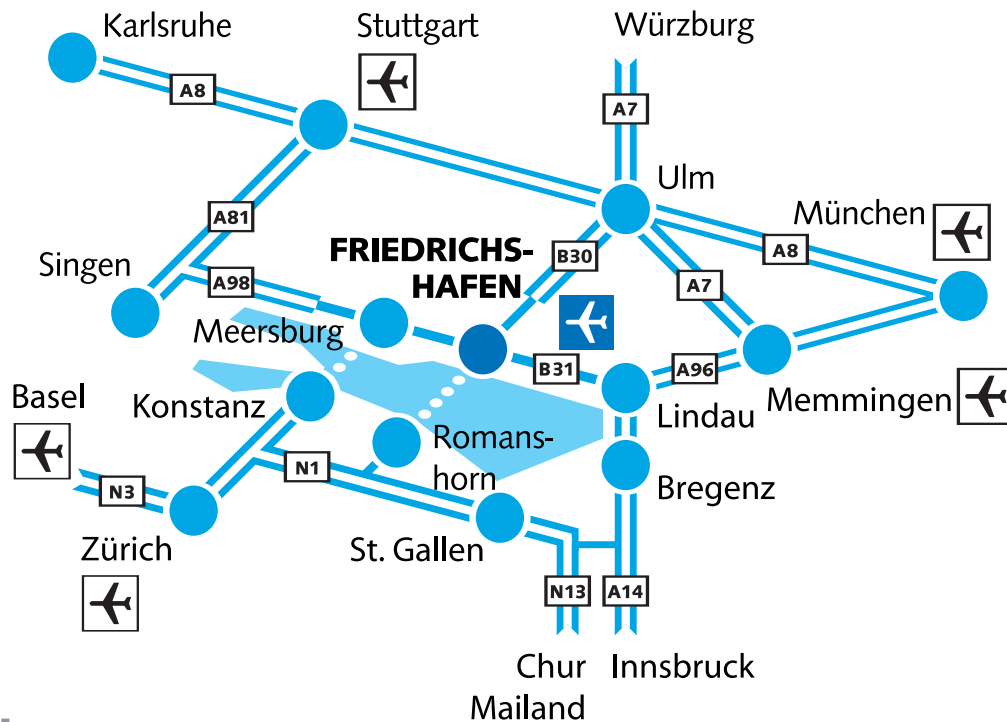 Karlsruhe
Stuttgart
Würzburg
A8
A7
Ulm
München
A81
FRIEDRICHS-
HAFEN
B30
A8
Singen
A98
A7
Meersburg
B31
A96
Basel
Konstanz
Lindau
Memmingen
Romans-
horn
N1
N3
Bregenz
Zürich
St. Gallen
N13
A14
Chur
Innsbruck
Mailand